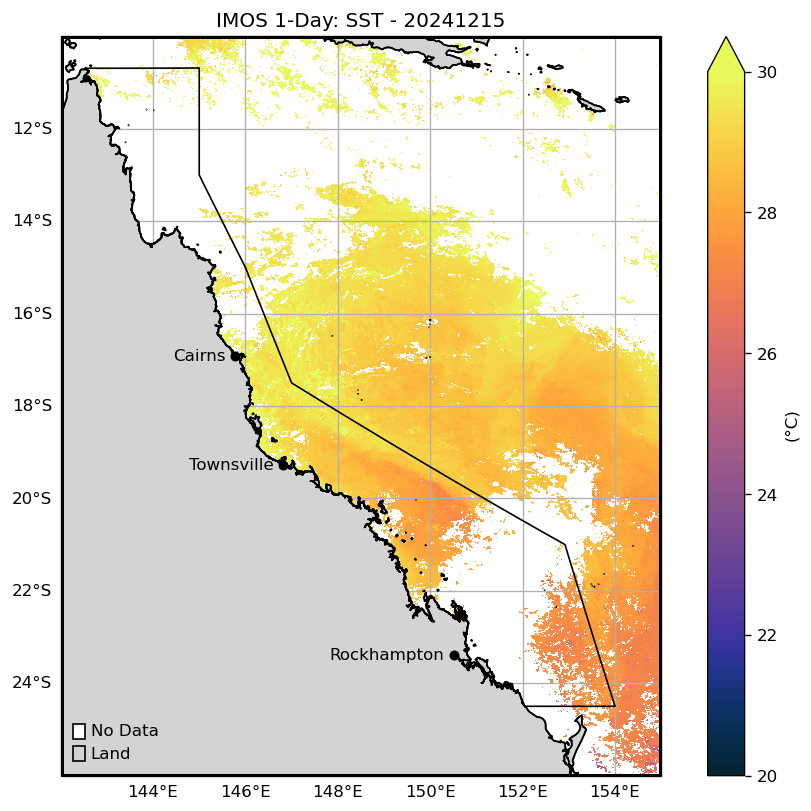 IMOS 1-Day: SST - 20241215
12°S
14°S
16°S
18°S
20°S
22°S
24°S
Cairns
Townsville
Rockhampton
No Data
Land
144°E 146°E 148°E 150°E 152°E 154°E
30
28
26
24
22
20
(°C)